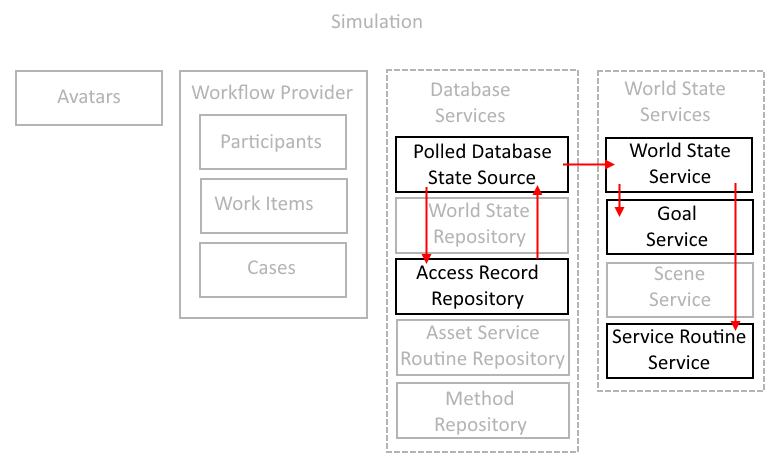 Simulation
Avatars
Workflow Provider
Participants
Work Items
Cases
Database
Services
Polled Database
State Source
World State
Repository
Access Record
Repository
Asset Service
Routine Repository
Method
Repository
World State
Services
World State
Service
Goal
Service
Scene
Service
Service Routine
Service